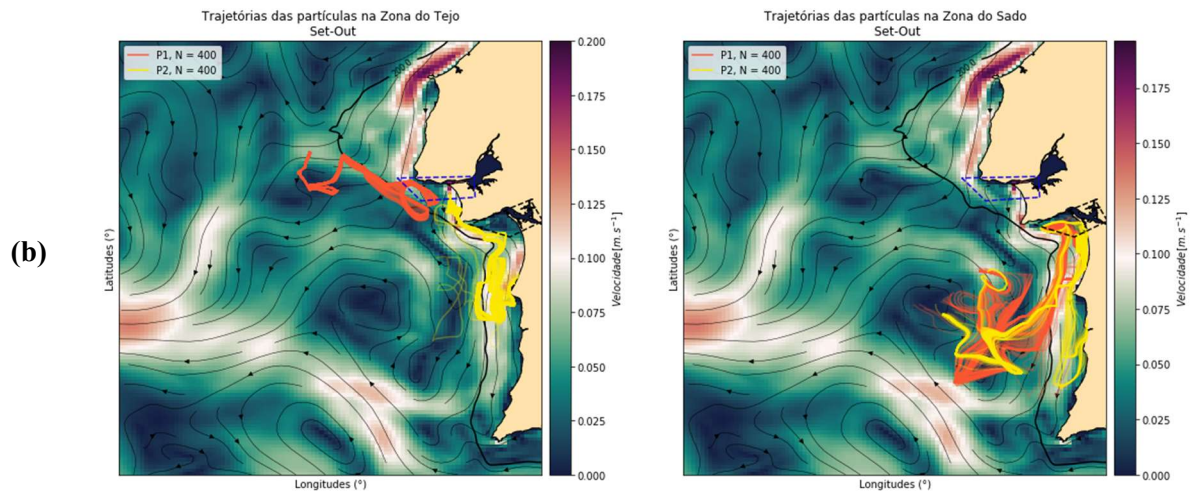 (b)
Trajetórias das partículas na Zona do Tejo
Set-Out
P1, N = 400
P2, N = 400
Latitudes (°)
Longitudes (°)
0.200
0.175
0.150
0.125
0.100
0.075
0.050
0.025
0.000
Velocidade[m.s⁻¹]
Trajetórias das partículas na Zona do Sado
Set-Out
P1, N = 400
P2, N = 400
Latitudes (°)
Longitudes (°)
0.175
0.150
0.125
0.100
0.075
0.050
0.025
0.000
Velocidade[m.s⁻¹]